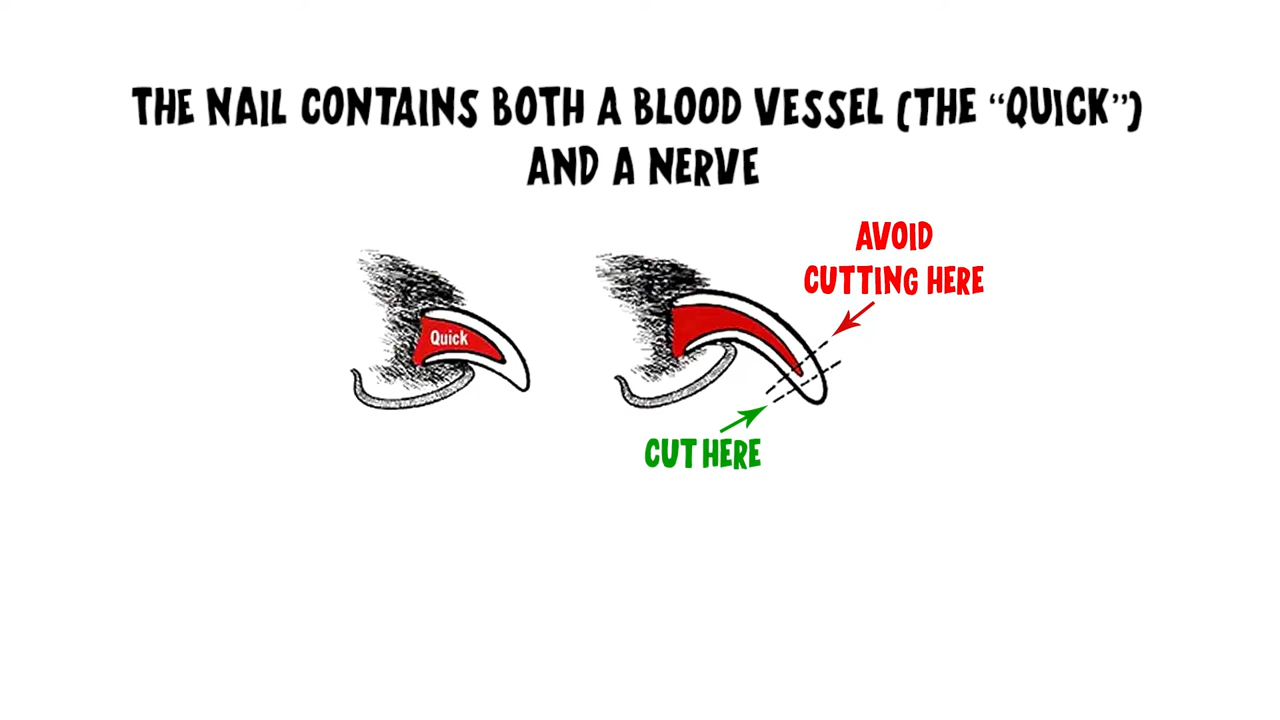 THE NAIL CONTAINS BOTH A BLOOD VESSEL (THE “QUICK”)
AND A NERVE
AVOID
CUTTING HERE
Quick
CUT HERE